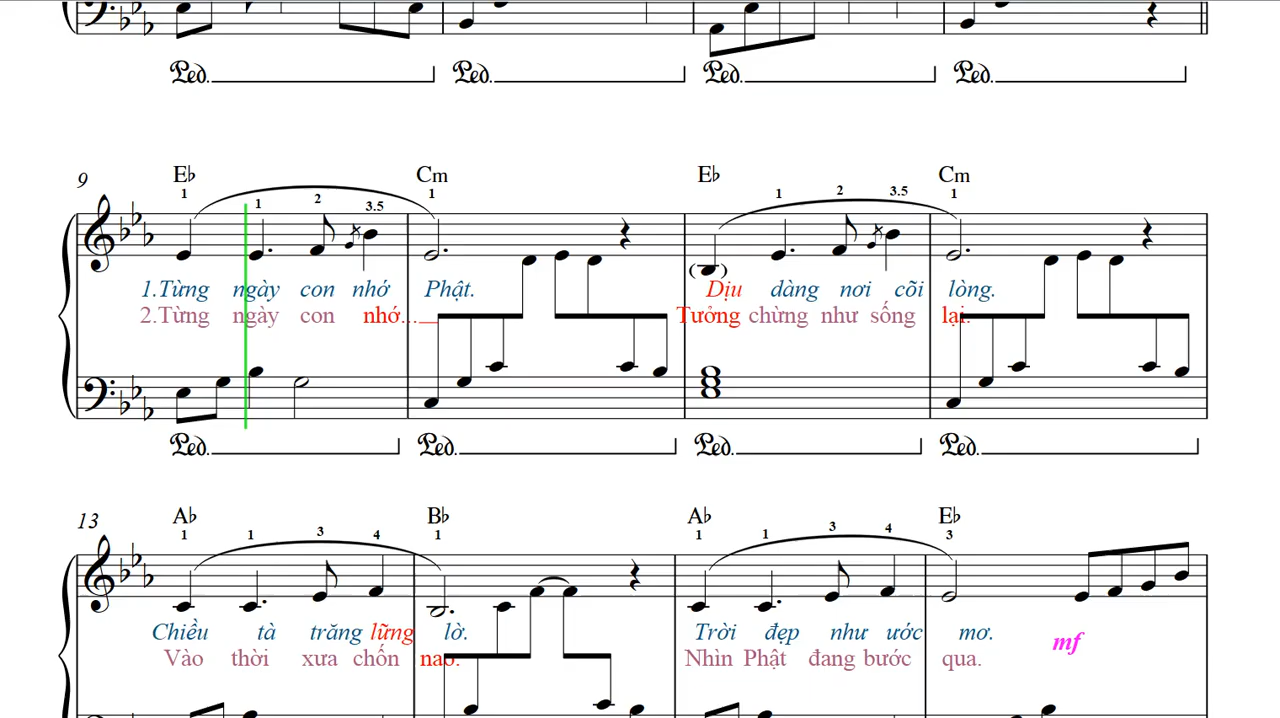 Ped. Ped. Ped. Ped.
9 E♭ Cm E♭ Cm
1 1 2 3.5 1 1 2 3.5 1
1.Từng ngày con nhớ Phật. Dịu dàng nơi cõi lòng.
2.Từng ngày con nhớ...__ Tưởng chừng như sống lại.
Ped. Ped. Ped. Ped.
13 A♭ B♭ A♭ E♭
1 1 3 4 1 1 1 3 4 3
Chiều tà trăng lững lờ. Trời đẹp như ước mơ.
mf
Vào thời xưa chốn nao. Nhìn Phật đang bước qua.